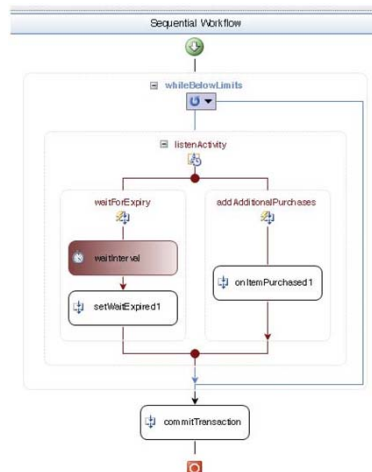 Sequential Workflow
whileBelowLimits
listenActivity
waitForExpiry
addAdditionalPurchases
waitInterval
onItemPurchased1
setWaitExpired1
commitTransaction